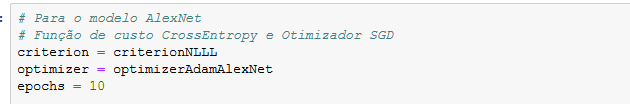 # Para o modelo AlexNet
# Função de custo CrossEntropy e Otimizador SGD
criterion = criterionNLLL
optimizer = optimizerAdamAlexNet
epochs = 10